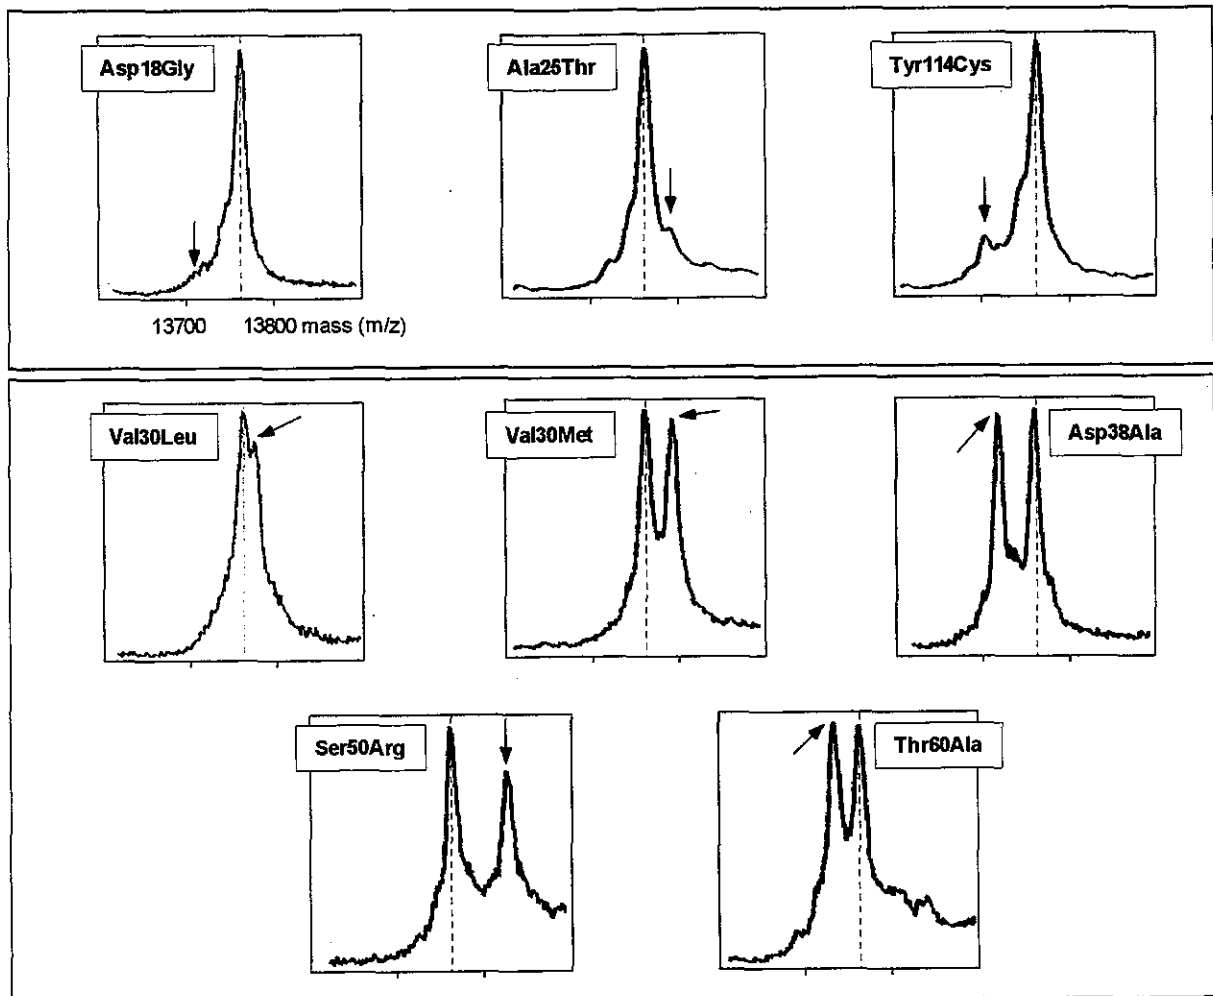 Asp18Gly
Ala25Thr
Tyr114Cys
13700 13800 mass (m/z)
Val30Leu
Val30Met
Asp38Ala
Ser50Arg
Thr60Ala